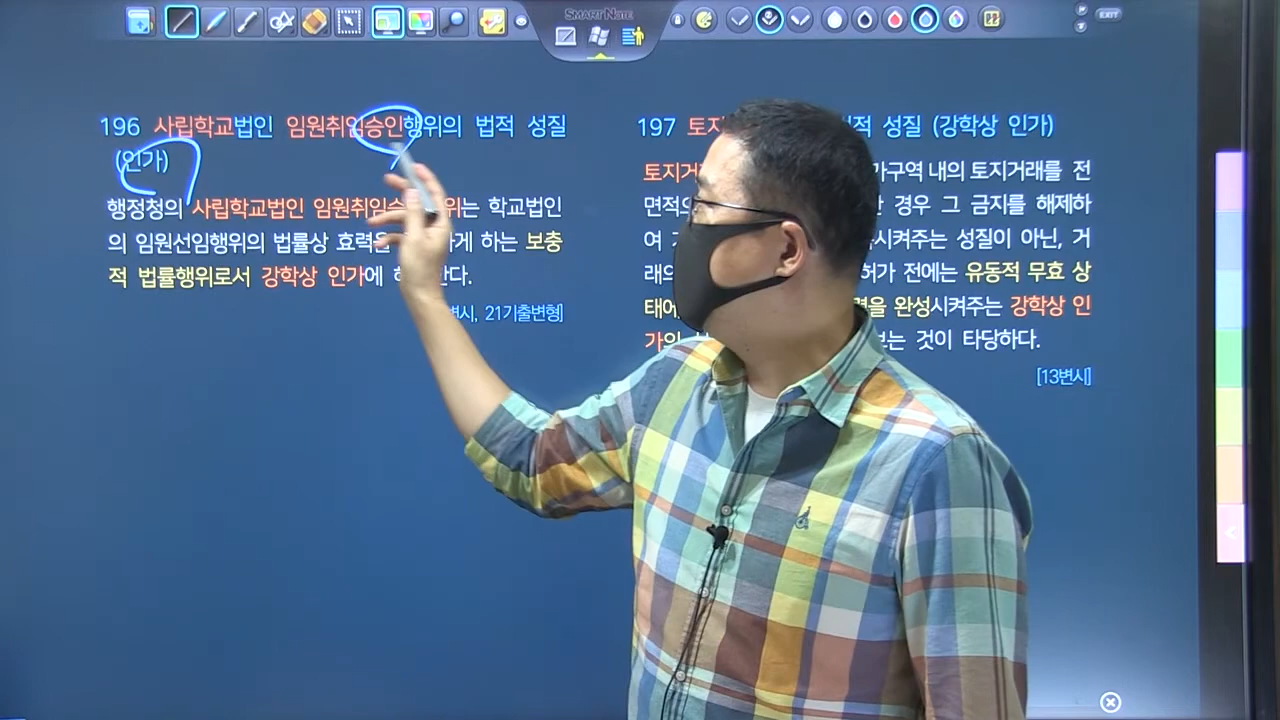 SMART NOTE
EXIT
196 사립학교법인 임원취임승인행위의 법적 성질
(인가)
행정청의 사립학교법인 임원취임승인행위는 학교법인
의 임원선임행위의 법률상 효력을 하게 하는 보충
적 법률행위로서 강학상 인가에 해당한다.
변시, 21기출변형]
197 토지 법적 성질 (강학상 인가)
토지거 허가구역 내의 토지거래를 전
면적으 경우 그 금지를 해제하
여 시켜주는 성질이 아닌, 거
래의 허가 전에는 유동적 무효 상
태에 효력을 완성시켜주는 강학상 인
가의 보는 것이 타당하다.
[13변시]